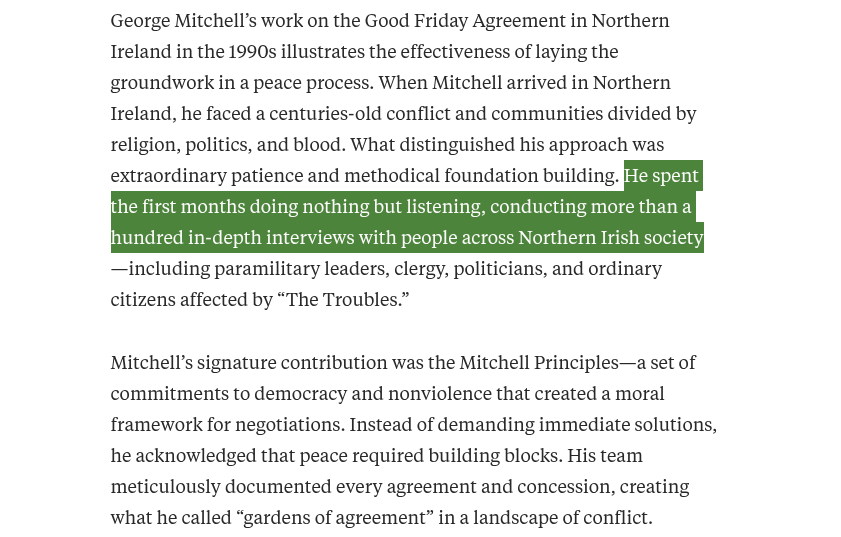 George Mitchell’s work on the Good Friday Agreement in Northern
Ireland in the 1990s illustrates the effectiveness of laying the
groundwork in a peace process. When Mitchell arrived in Northern
Ireland, he faced a centuries-old conflict and communities divided by
religion, politics, and blood. What distinguished his approach was
extraordinary patience and methodical foundation building. He spent
the first months doing nothing but listening, conducting more than a
hundred in-depth interviews with people across Northern Irish society
—including paramilitary leaders, clergy, politicians, and ordinary
citizens affected by “The Troubles.”
Mitchell’s signature contribution was the Mitchell Principles—a set of
commitments to democracy and nonviolence that created a moral
framework for negotiations. Instead of demanding immediate solutions,
he acknowledged that peace required building blocks. His team
meticulously documented every agreement and concession, creating
what he called “gardens of agreement” in a landscape of conflict.